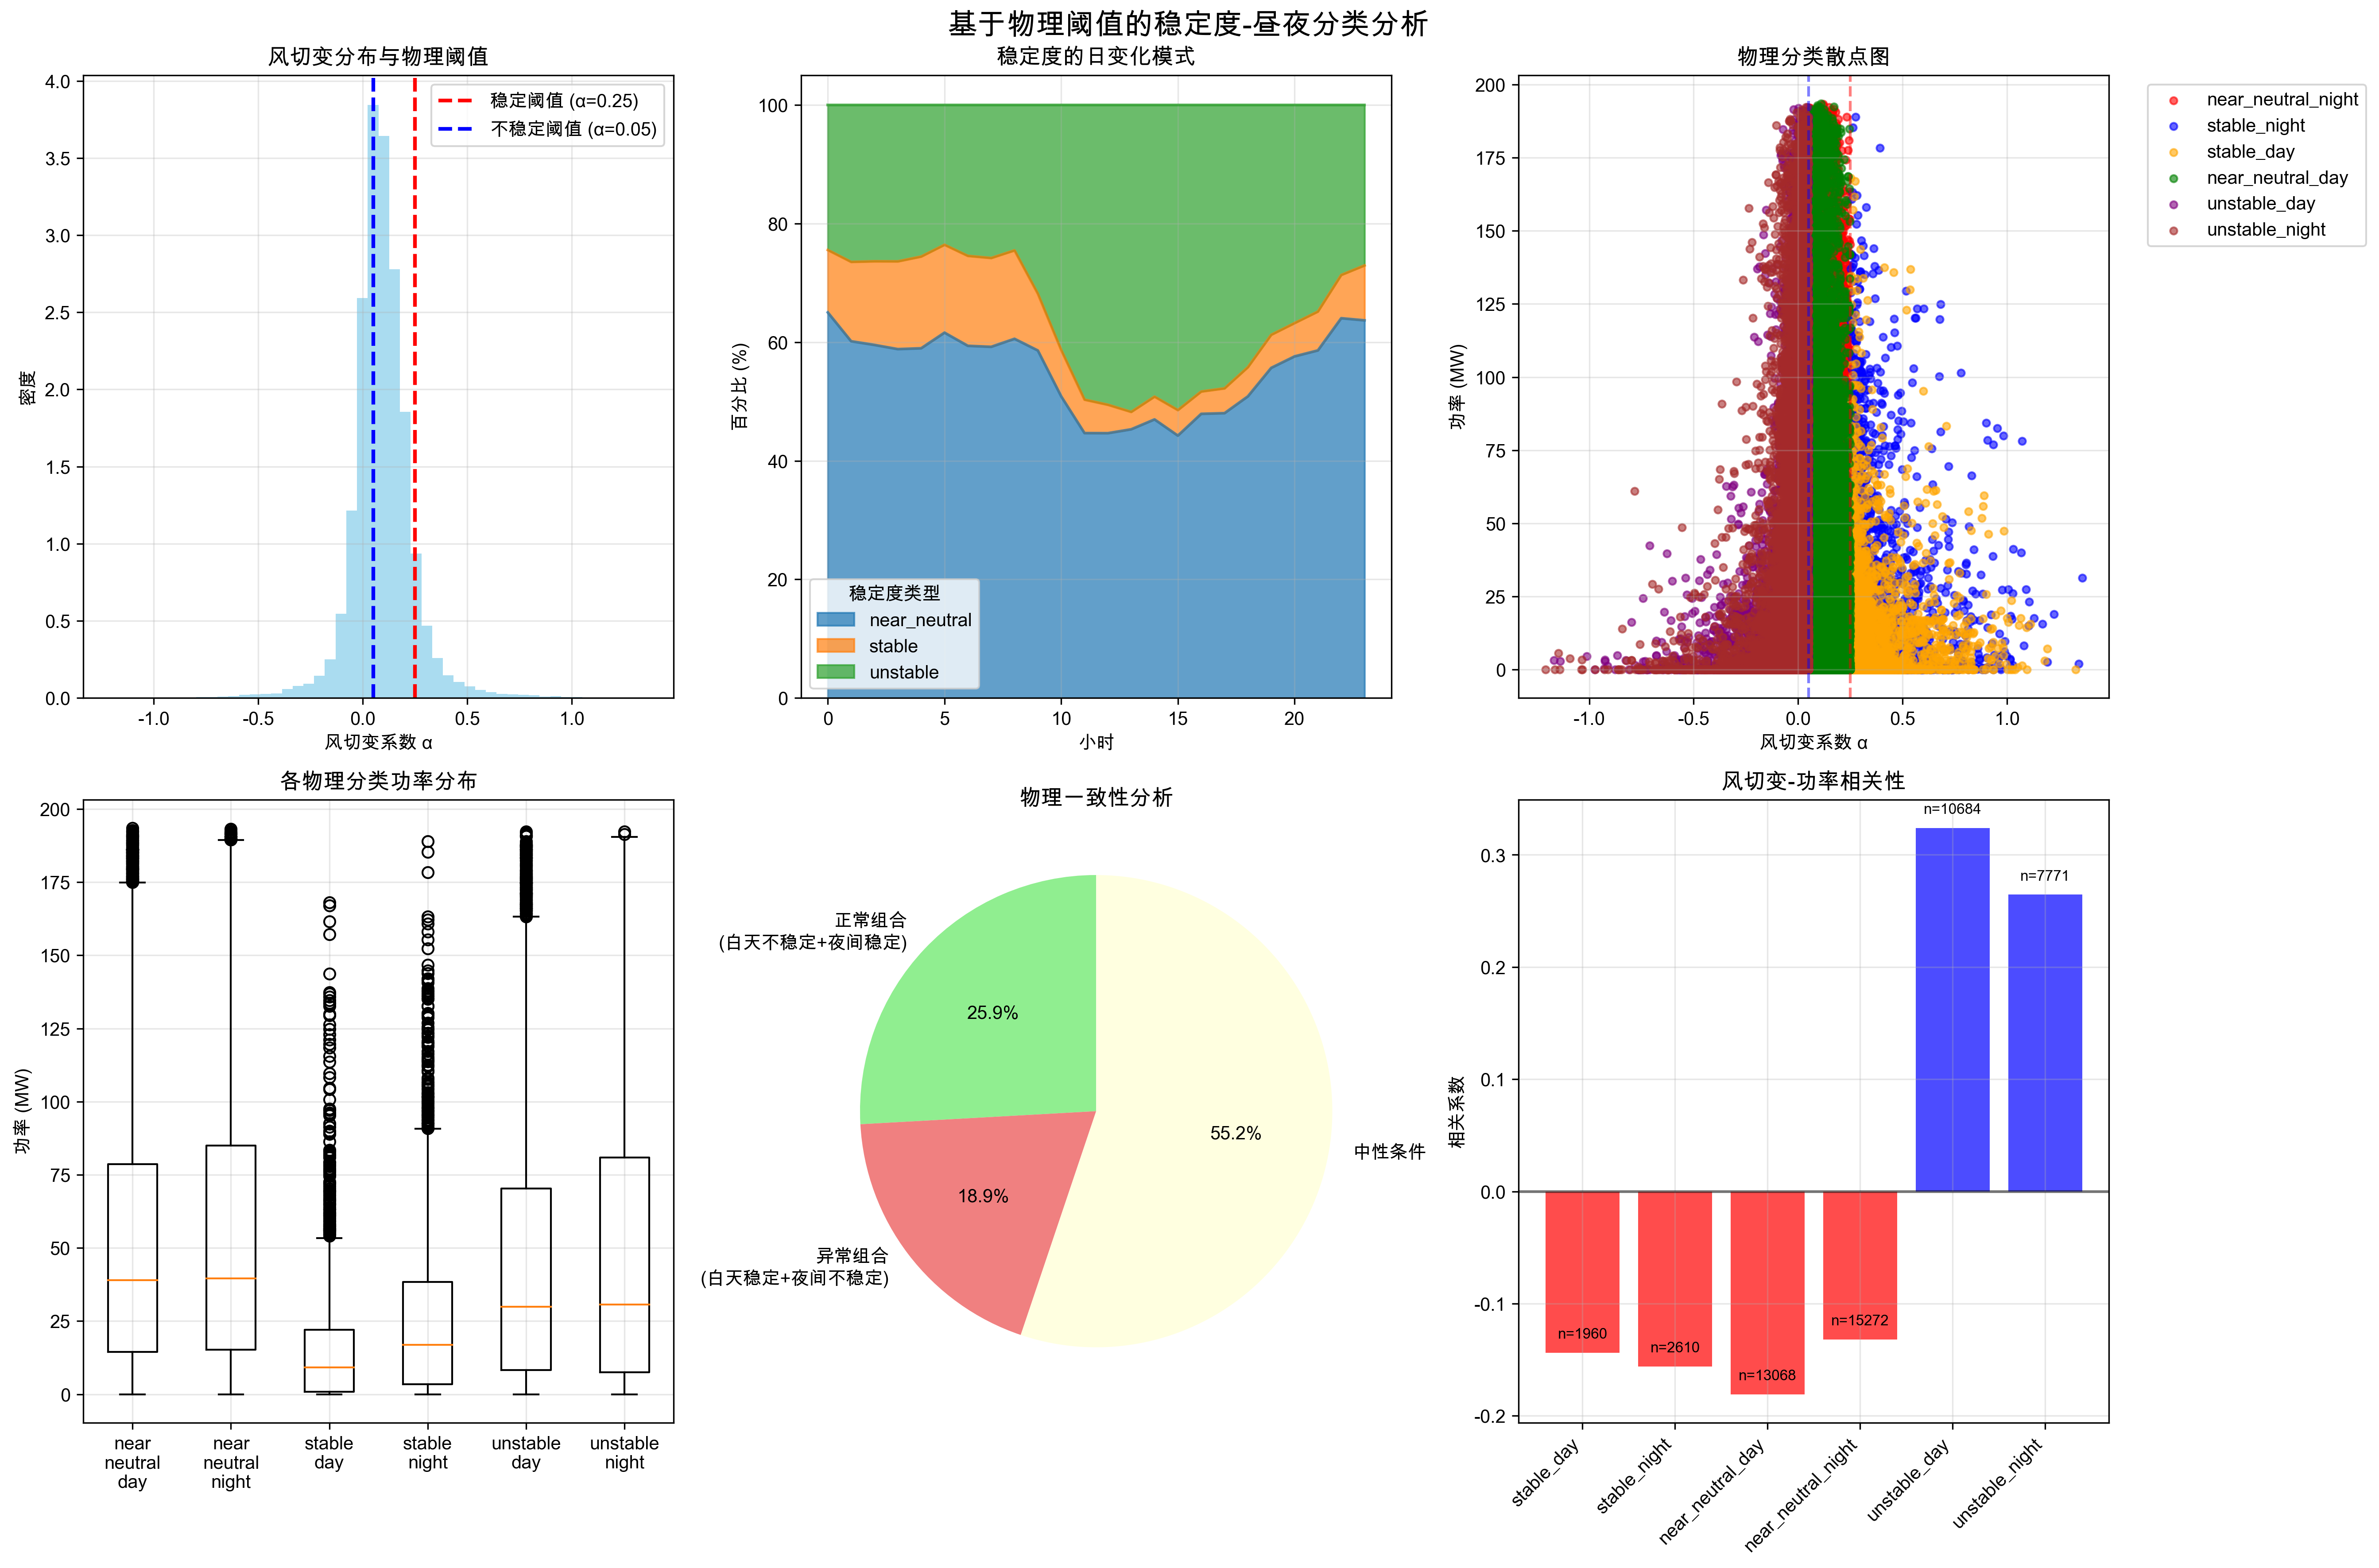 基于物理阈值的稳定度-昼夜分类分析
风切变分布与物理阈值
4.0
3.5
3.0
2.5
2.0
1.5
1.0
0.5
0.0
密度
稳定阈值 (α=0.25)
不稳定阈值 (α=0.05)
-1.0
-0.5
0.0
0.5
1.0
风切变系数 α
稳定度的日变化模式
100
80
60
40
20
0
百分比 (%)
稳定度类型
near_neutral
stable
unstable
0
5
10
15
20
小时
物理分类散点图
200
175
150
125
100
75
50
25
0
功率 (MW)
-1.0
-0.5
0.0
0.5
1.0
风切变系数 α
near_neutral_night
stable_night
stable_day
near_neutral_day
unstable_day
unstable_night
各物理分类功率分布
200
175
150
125
100
75
50
25
0
功率 (MW)
near
neutral
day
near
neutral
night
stable
day
stable
night
unstable
day
unstable
night
物理一致性分析
正常组合
(白天不稳定+夜间稳定)
25.9%
异常组合
(白天稳定+夜间不稳定)
18.9%
55.2%
中性条件
风切变-功率相关性
0.3
0.2
0.1
0.0
-0.1
-0.2
相关系数
n=1960
n=2610
n=13068
n=15272
n=10684
n=7771
stable_day
stable_night
near_neutral_day
near_neutral_night
unstable_day
unstable_night